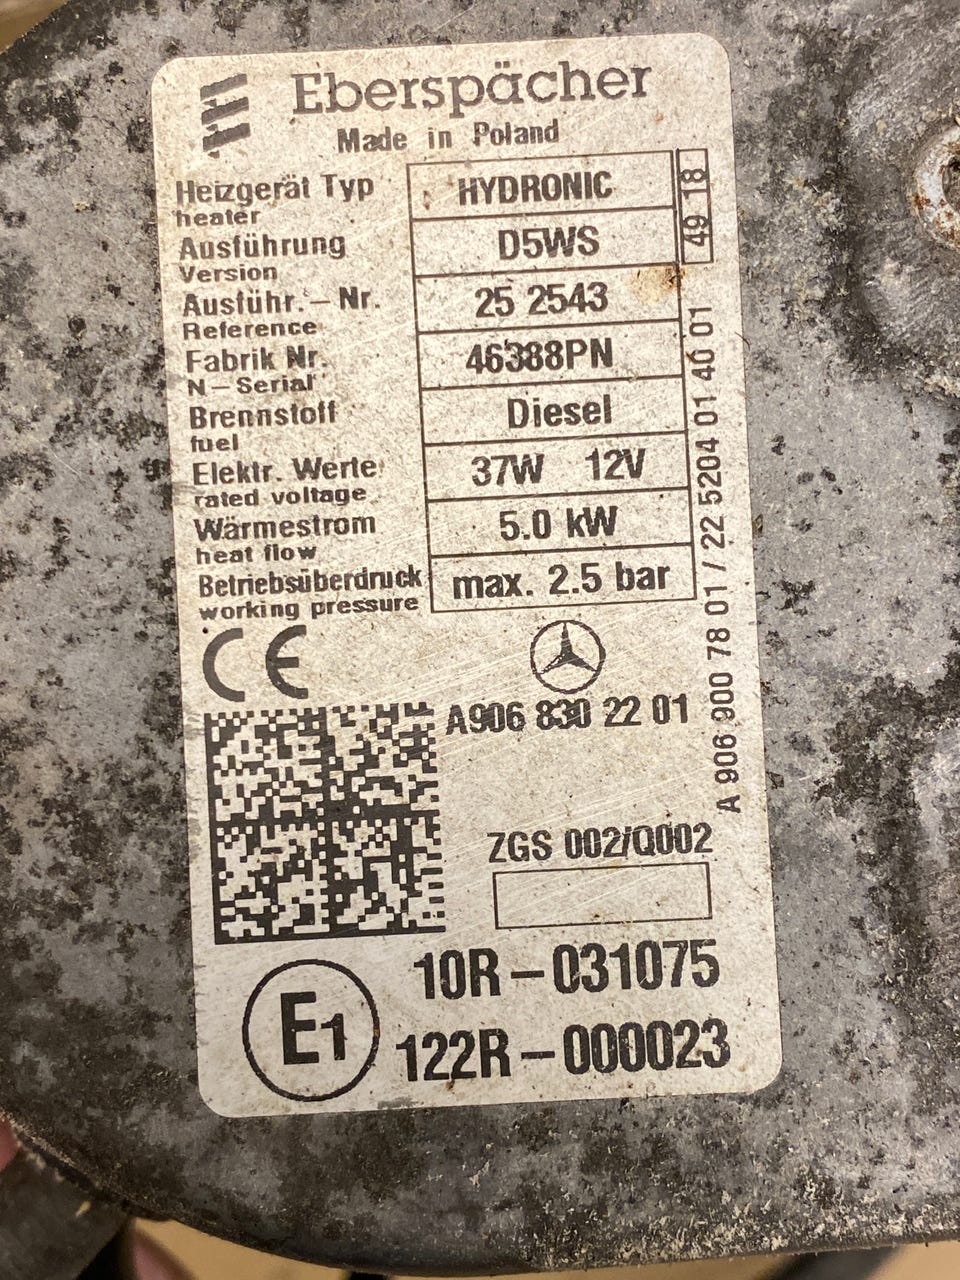 Eberspächer
Made in Poland
Heizgerät Typ HYDRONIC
heater
Ausführung D5WS
Version
Ausführ.-Nr. 25 2543
Reference
Fabrik Nr. 46388PN
N-Serial
Brennstoff Diesel
fuel
Elektr. Werte 37W 12V
rated voltage
Wärmestrom 5.0 kW
heat flow
Betriebsüberdruck max. 2.5 bar
working pressure
49 18
A 906 900 78 01 / 22 5204 01 40 01
CE
A906 830 22 01
ZGS 002/Q002
E1
10R-031075
122R-000023